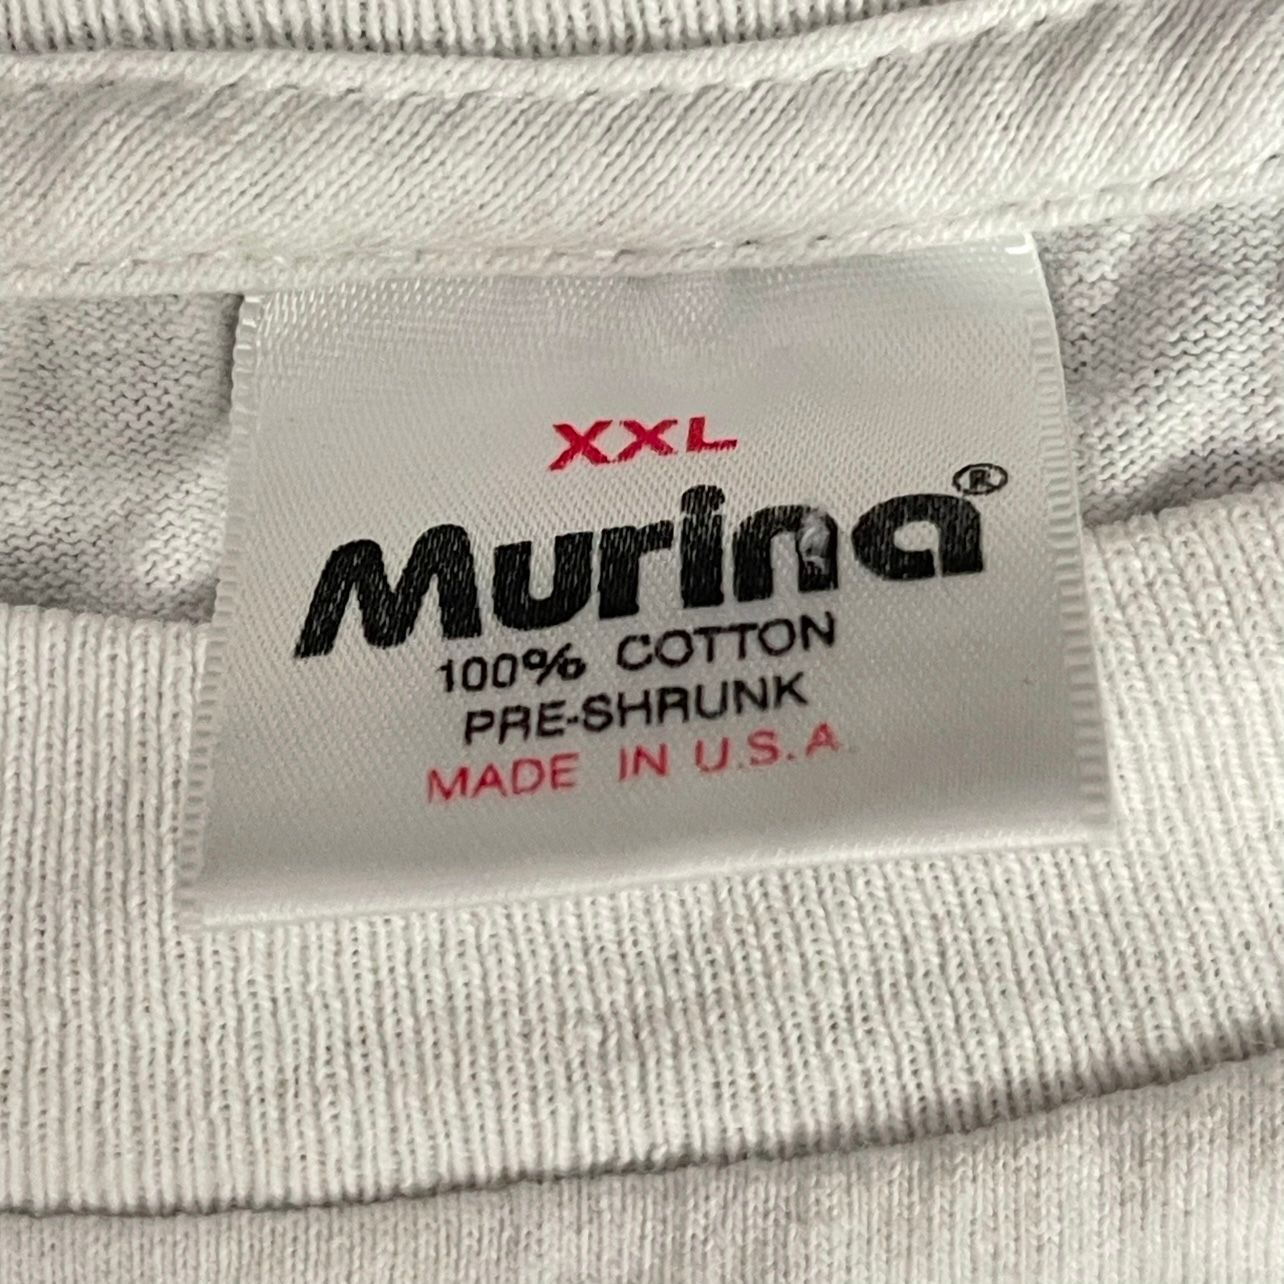 XXL
Murina®
100% COTTON
PRE-SHRUNK
MADE IN U.S.A.